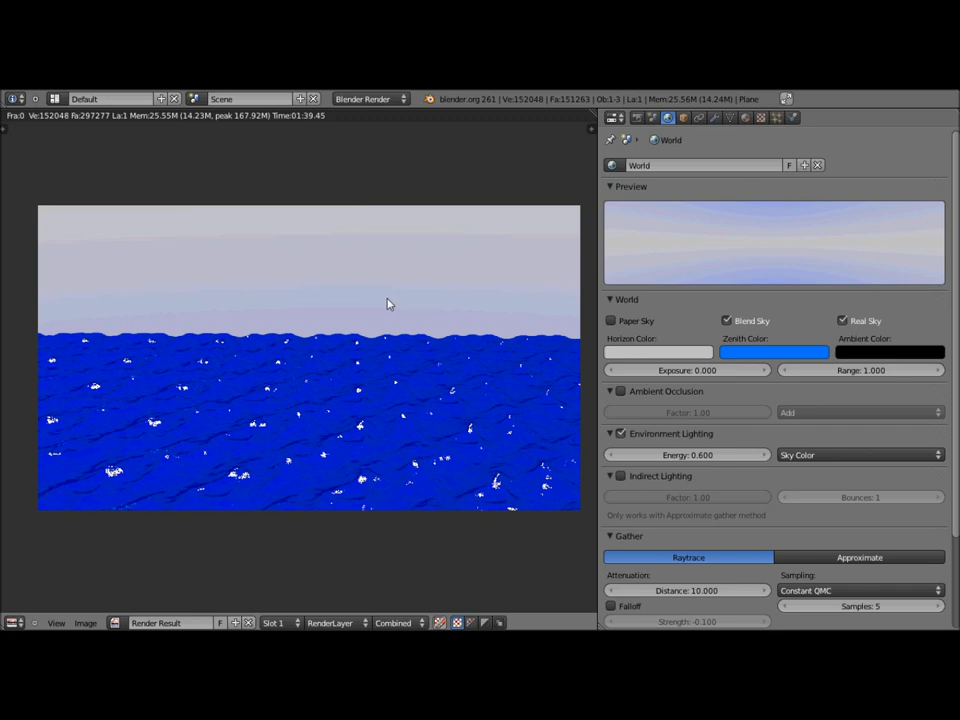 Default
Scene
Blender Render
blender.org 261 | Ve:152048 | Fa:151263 | Ob:1-3 | La:1 | Mem:25.56M (14.24M) | Plane
Fra:0 Ve:152048 Fa:297277 La:1 Mem:25.55M (14.23M, peak 167.92M) Time:01:39.45
World
World
F
Preview
World
Paper Sky
Blend Sky
Real Sky
Horizon Color:
Zenith Color:
Ambient Color:
Exposure: 0.000
Range: 1.000
Ambient Occlusion
Factor: 1.00
Add
Environment Lighting
Energy: 0.600
Sky Color
Indirect Lighting
Factor: 1.00
Bounces: 1
Only works with Approximate gather method
Gather
Raytrace
Approximate
Attenuation:
Sampling:
Distance: 10.000
Constant QMC
Falloff
Samples: 5
Strength: -0.100
View
Image
Render Result
F
Slot 1
RenderLayer
Combined